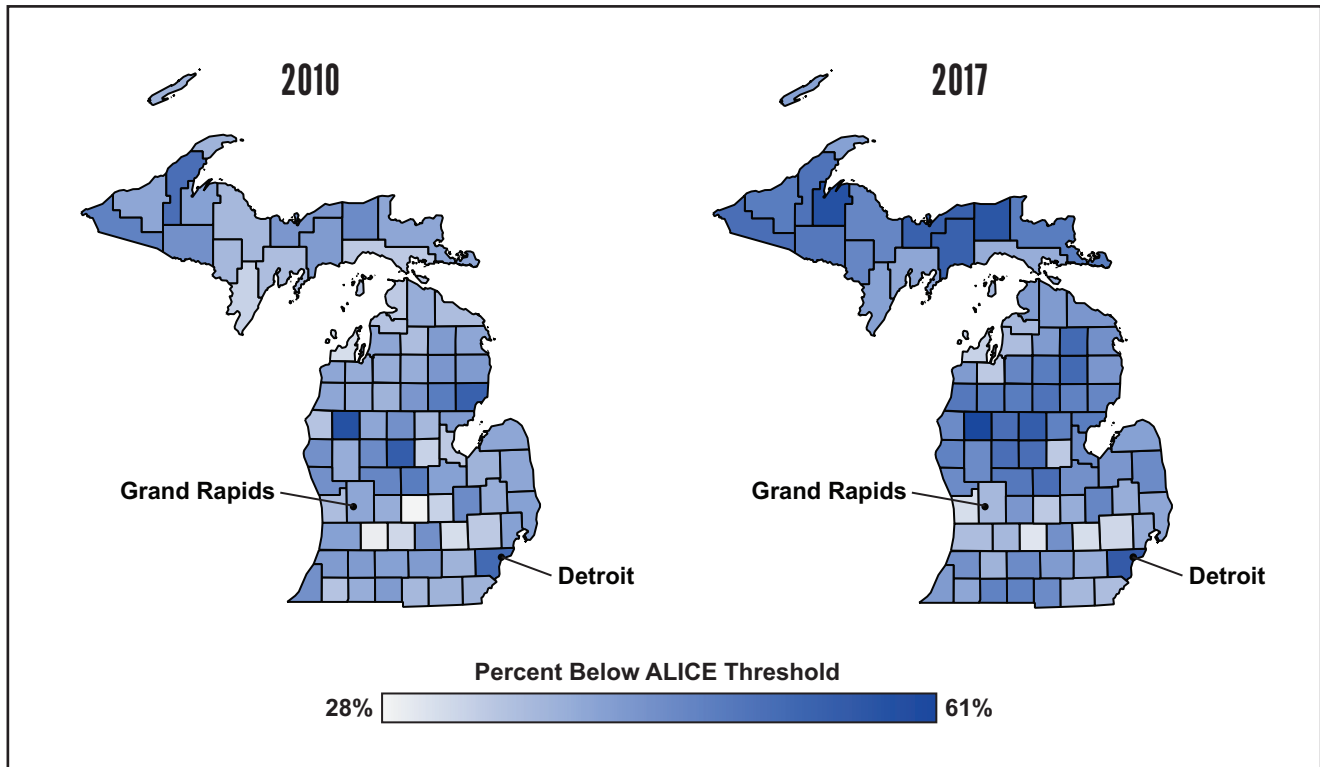 2010
2017
Grand Rapids
Detroit
Grand Rapids
Detroit
Percent Below ALICE Threshold
28%
61%